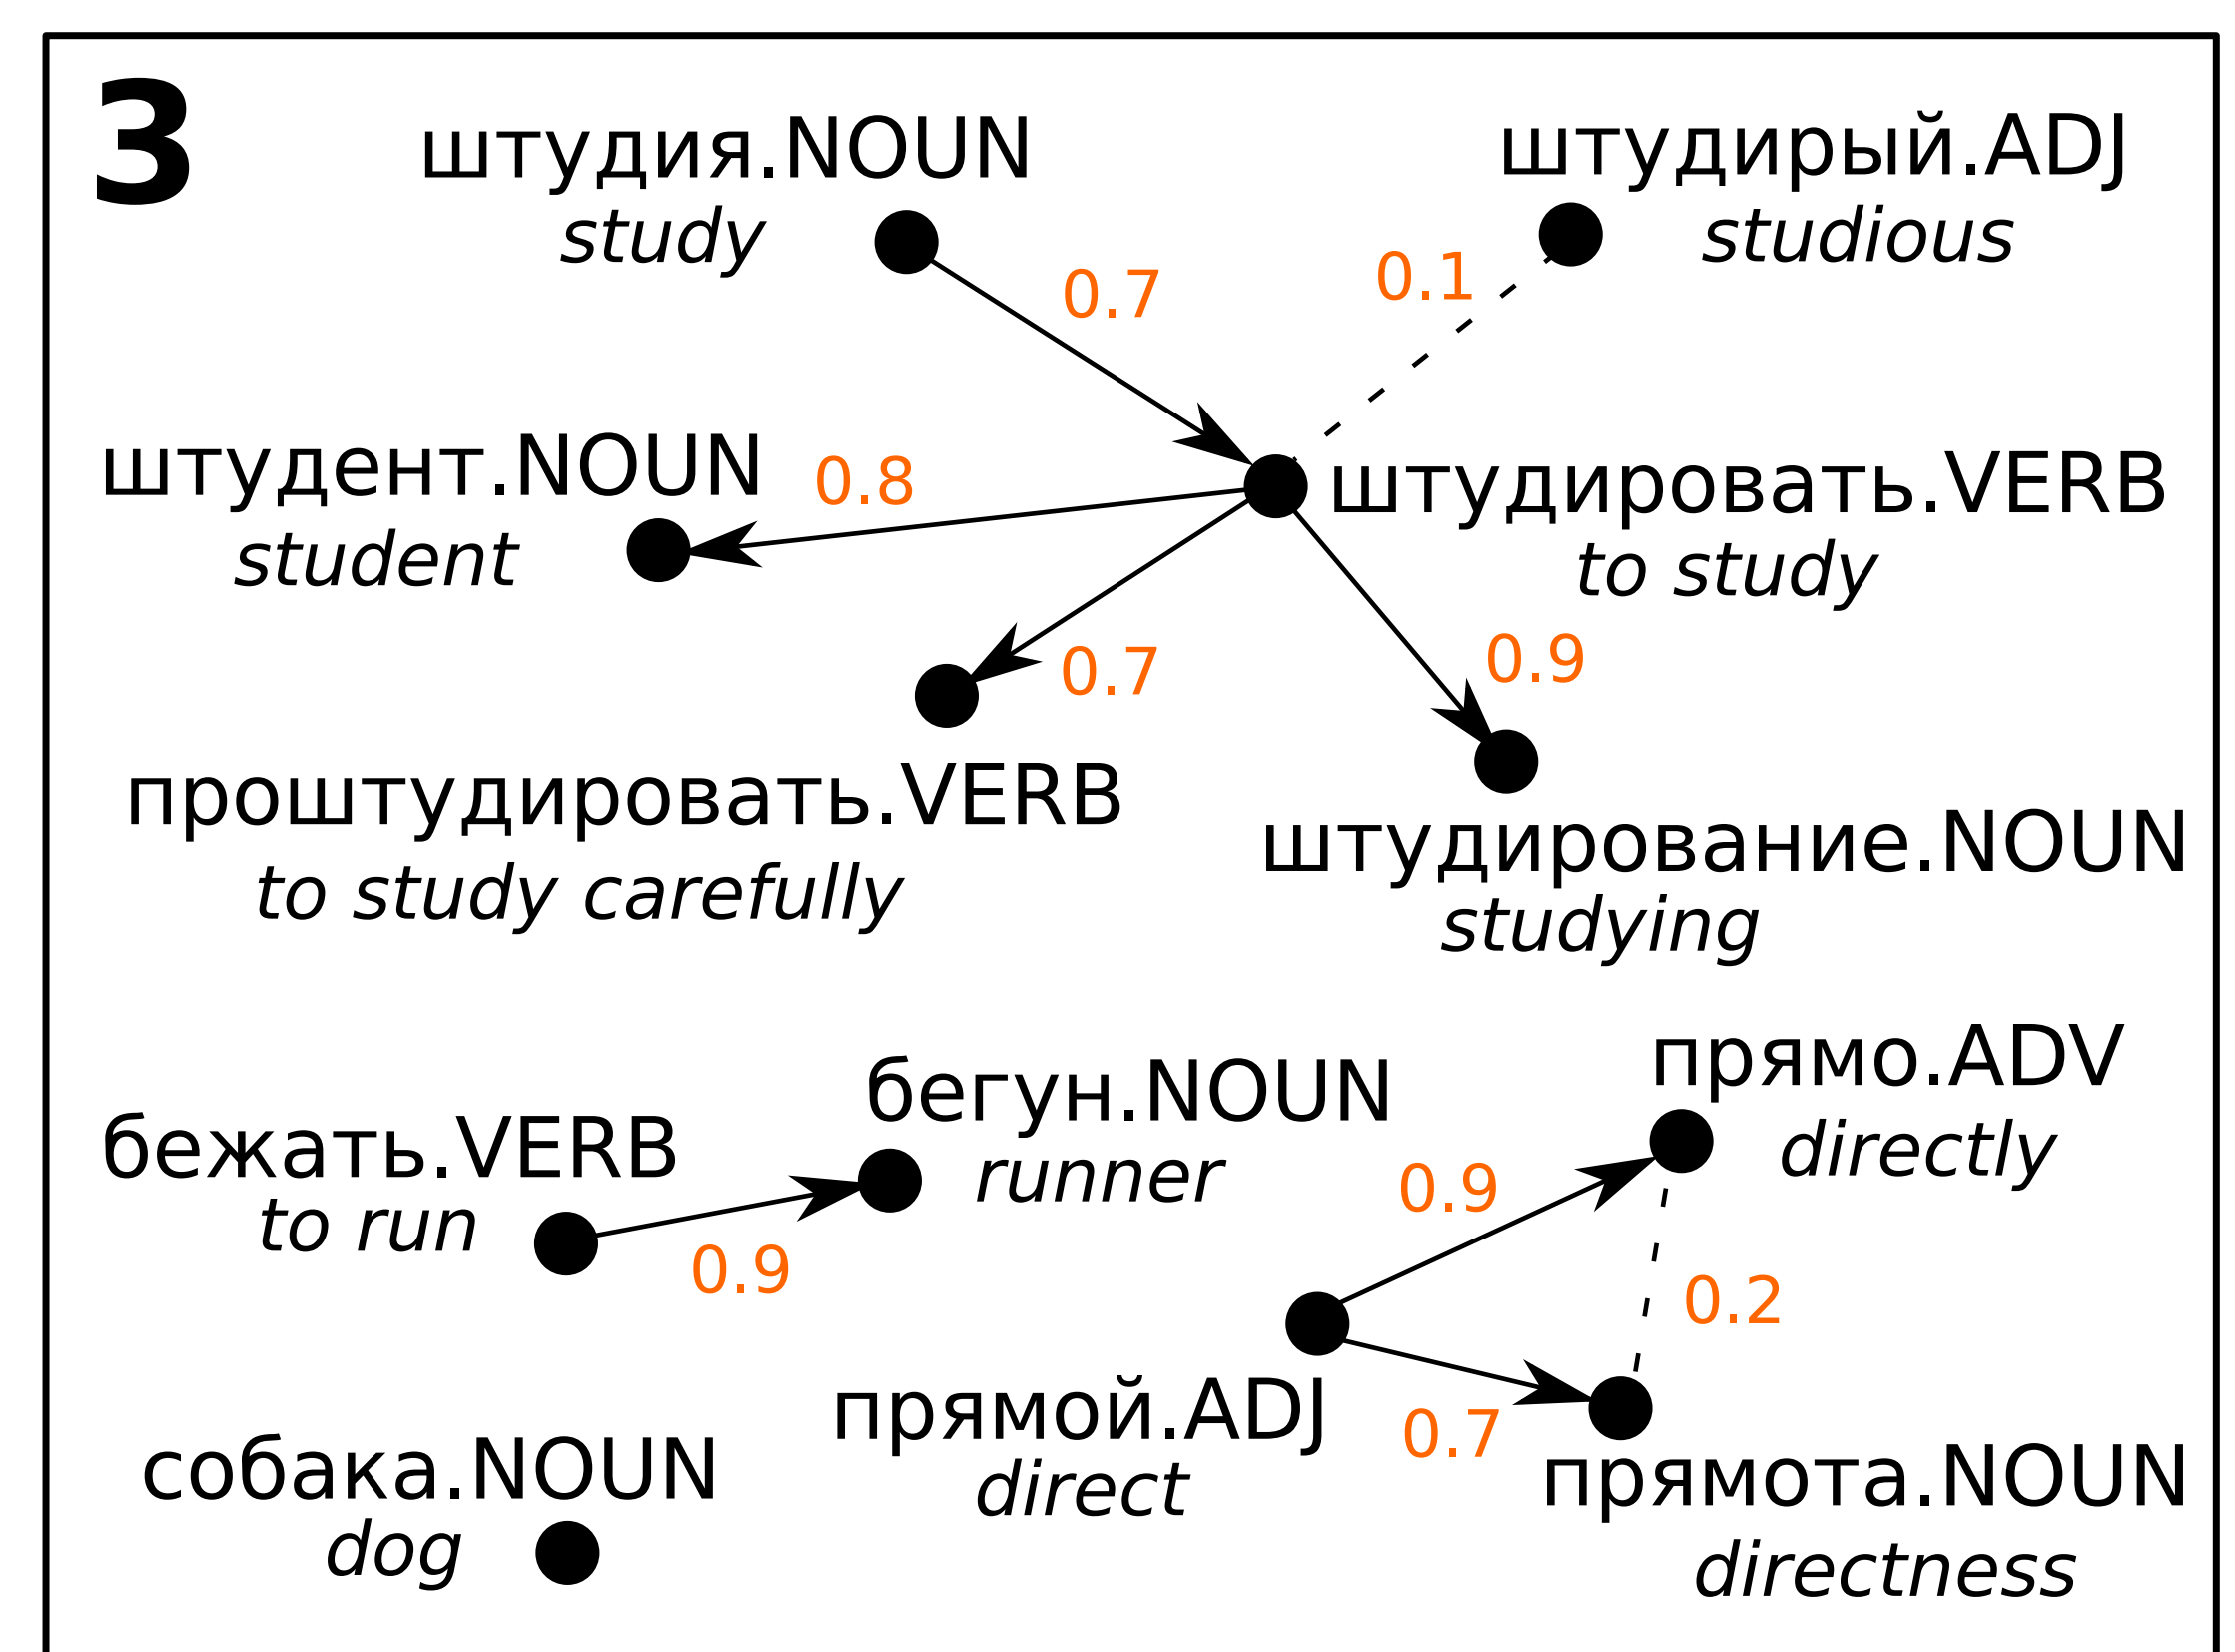 3
штудия.NOUN
study
штудирый.ADJ
studious
0.7
0.1
штудент.NOUN
student
0.8
штудировать.VERB
to study
0.7
0.9
проштудировать.VERB
to study carefully
штудирование.NOUN
studying
бежать.VERB
to run
0.9
бегун.NOUN
runner
прямо.ADV
directly
0.9
0.2
прямой.ADJ
direct
0.7
прямота.NOUN
directness
собака.NOUN
dog